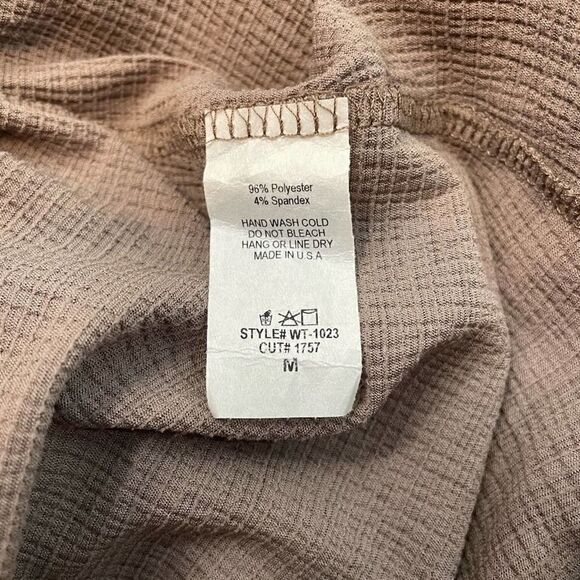 96% Polyester
4% Spandex
HAND WASH COLD
DO NOT BLEACH
HANG OR LINE DRY
MADE IN U.S.A
STYLE# WT-1023
CUT# 1757
M